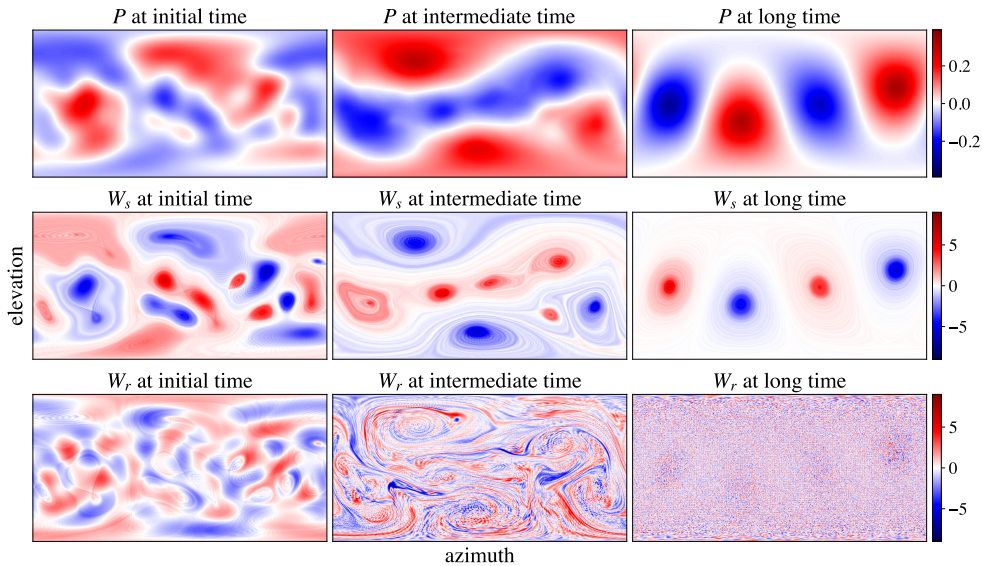 P at initial time
P at intermediate time
P at long time
0.2
0.0
−0.2
W_s at initial time
W_s at intermediate time
W_s at long time
5
0
−5
elevation
W_r at initial time
W_r at intermediate time
W_r at long time
5
0
−5
azimuth